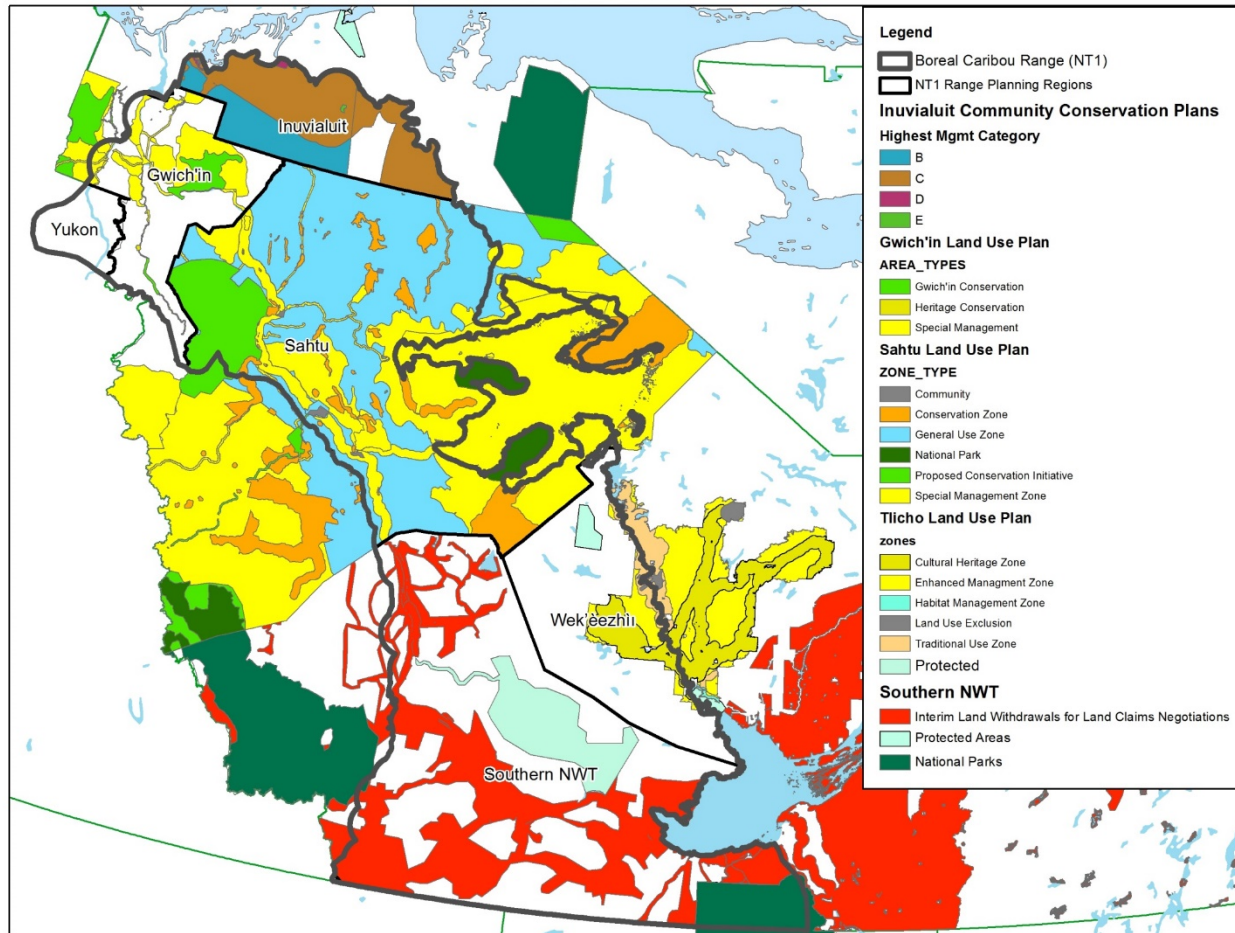 Legend
Boreal Caribou Range (NT1)
NT1 Range Planning Regions
Inuvialuit Community Conservation Plans
Highest Mgmt Category
B
C
D
E
Gwich'in Land Use Plan
AREA_TYPES
Gwich'in Conservation
Heritage Conservation
Special Management
Sahtu Land Use Plan
ZONE_TYPE
Community
Conservation Zone
General Use Zone
National Park
Proposed Conservation Initiative
Special Management Zone
Tlicho Land Use Plan
zones
Cultural Heritage Zone
Enhanced Managment Zone
Habitat Management Zone
Land Use Exclusion
Traditional Use Zone
Protected
Southern NWT
Interim Land Withdrawals for Land Claims Negotiations
Protected Areas
National Parks
Inuvialuit
Gwich'in
Yukon
Sahtu
Wek'èezhìı
Southern NWT